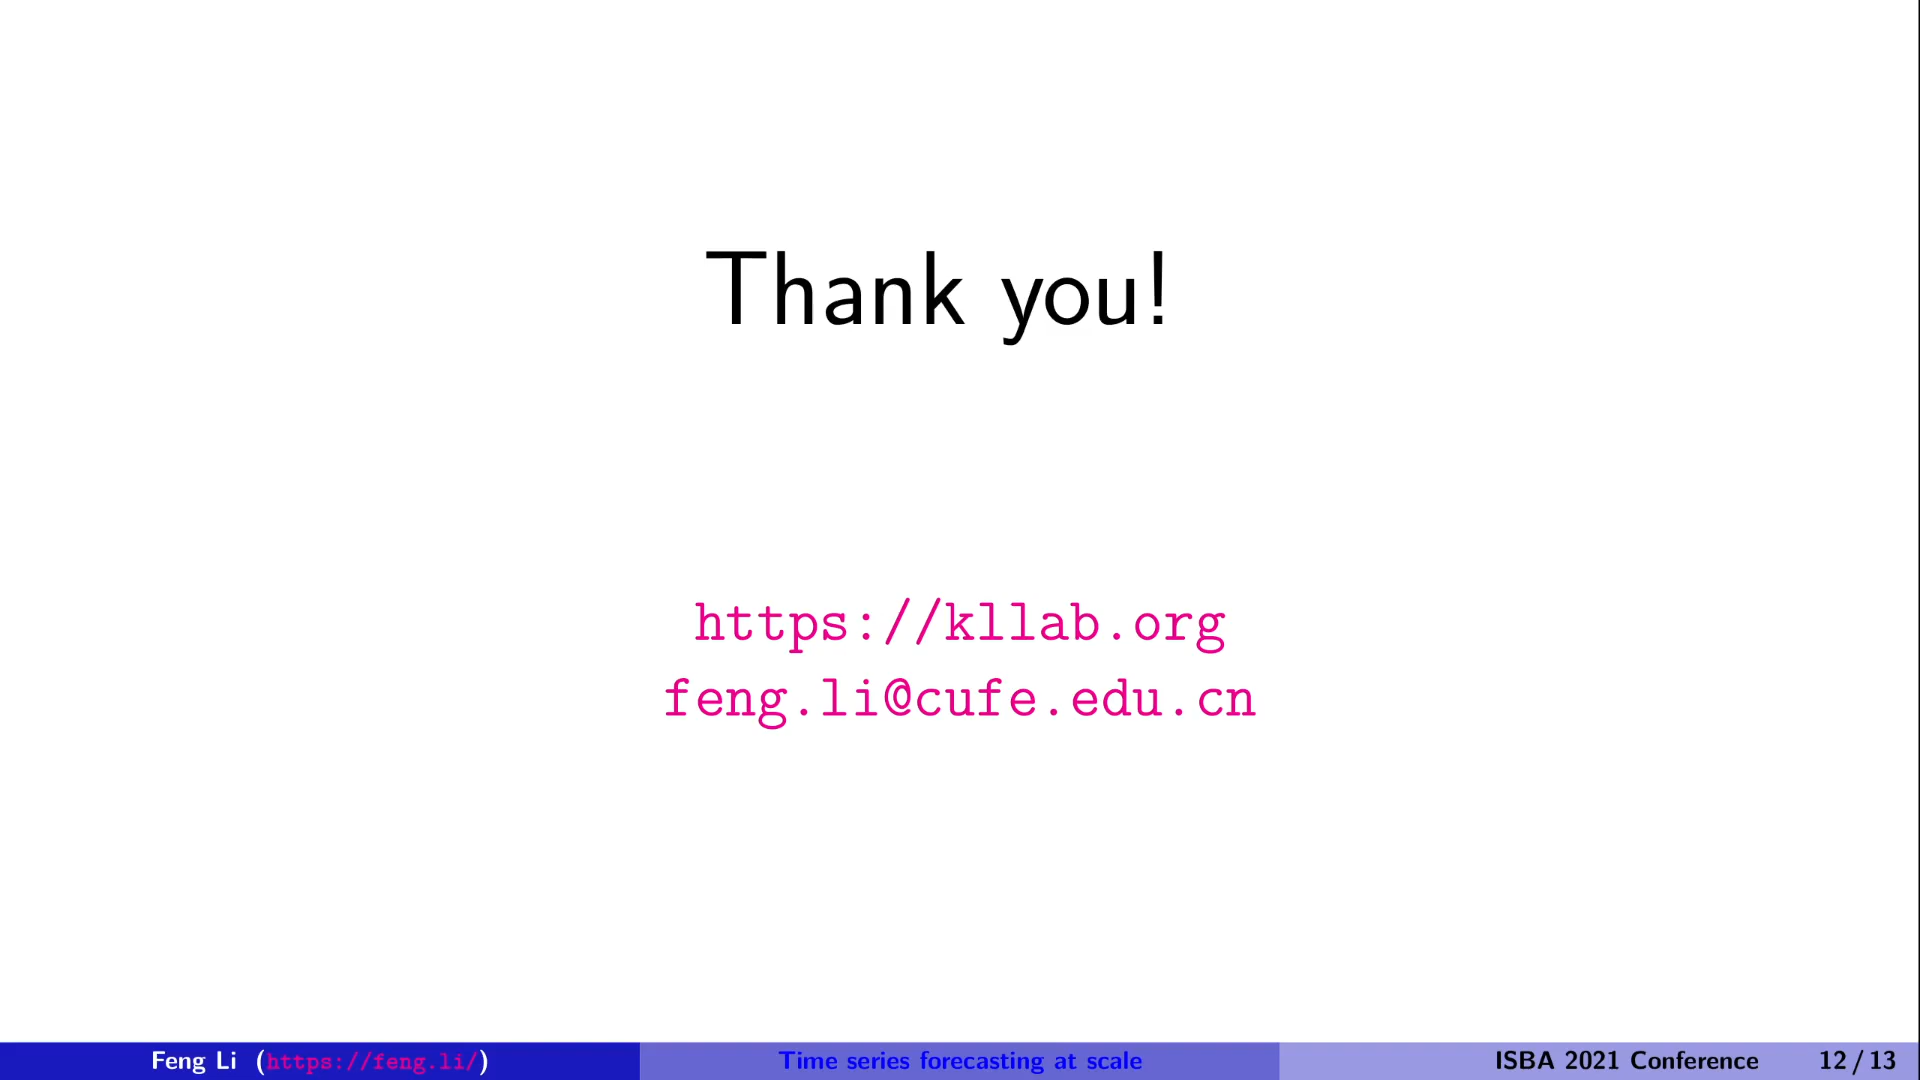 Thank you!
https://kllab.org
feng.li@cufe.edu.cn
Feng Li (https://feng.li/) Time series forecasting at scale ISBA 2021 Conference 12 / 13